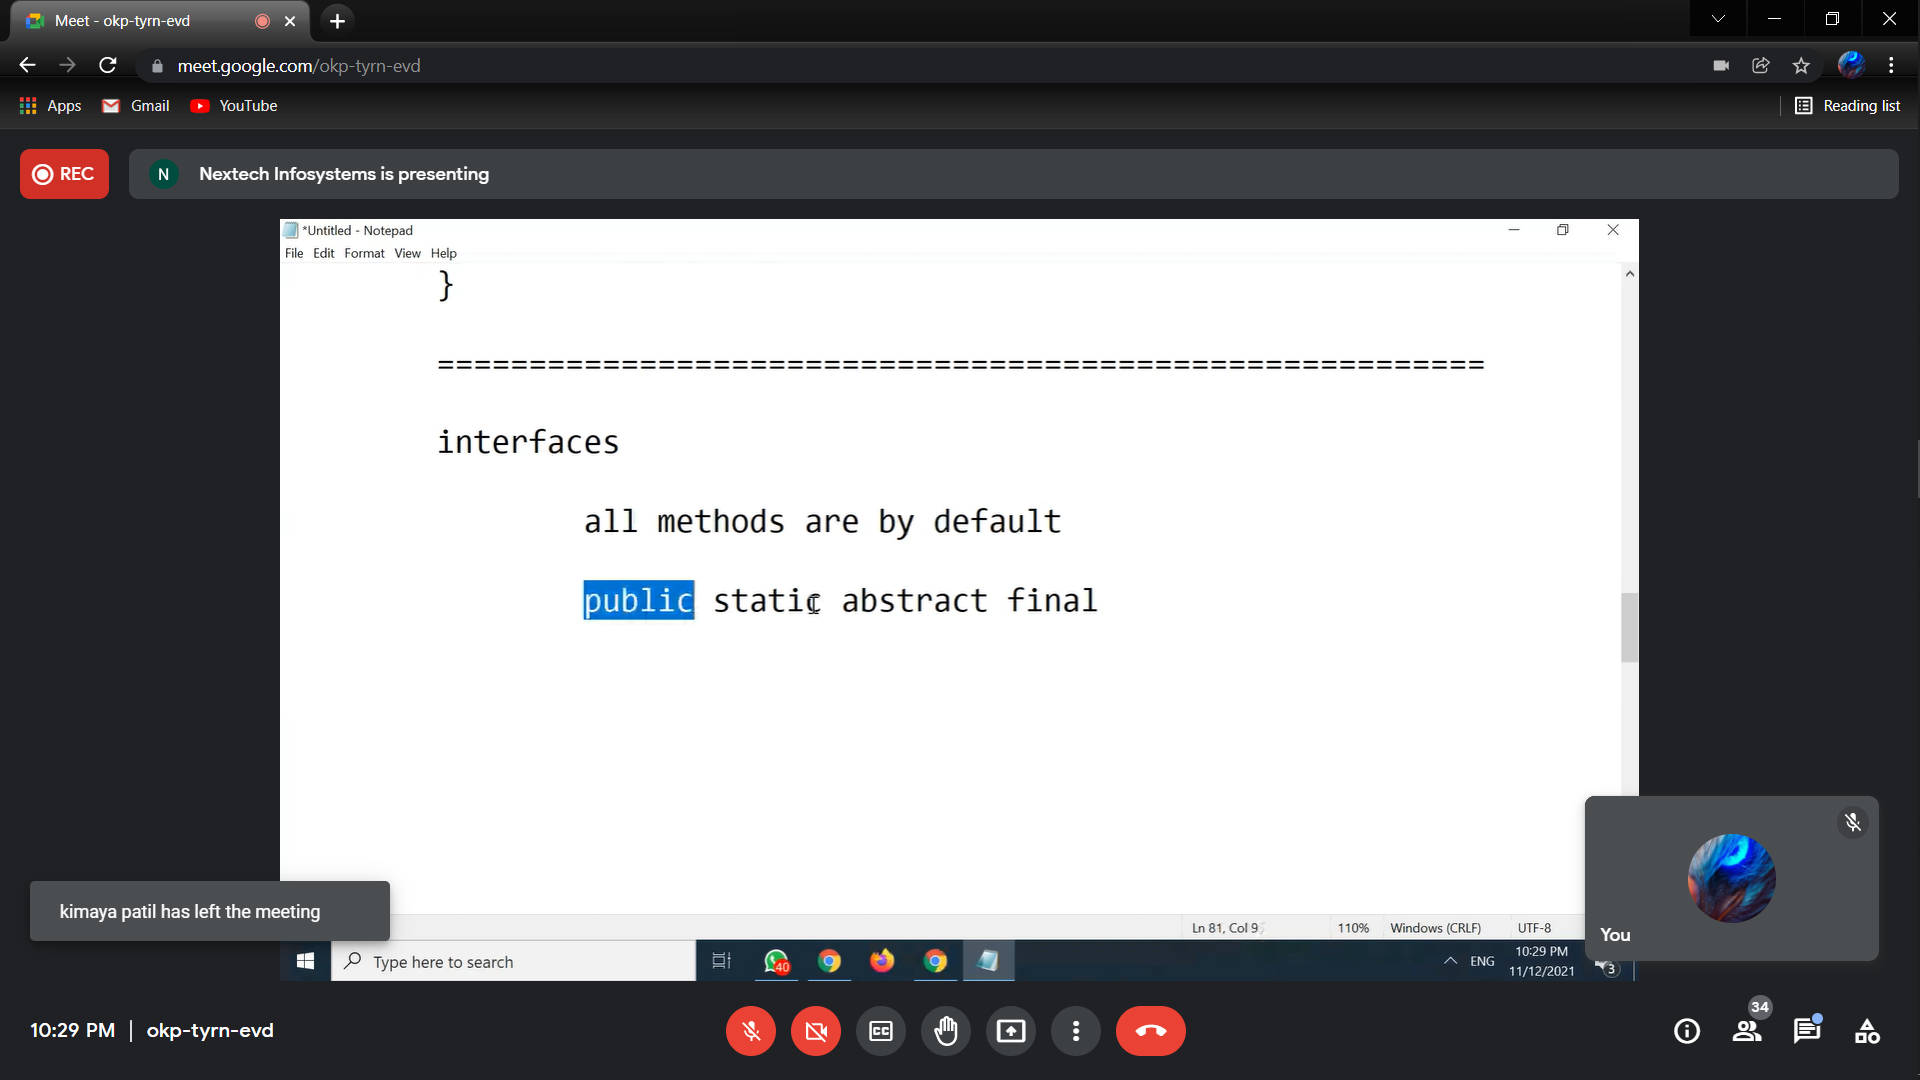 Meet - okp-tyrn-evd
meet.google.com/okp-tyrn-evd
Apps Gmail YouTube Reading list
REC N Nextech Infosystems is presenting
*Untitled - Notepad
File Edit Format View Help
}
=========================================================
interfaces
all methods are by default
public static abstract final
kimaya patil has left the meeting
You
Ln 81, Col 9 110% Windows (CRLF) UTF-8
Type here to search 40 ENG 10:29 PM
11/12/2021 3
10:29 PM | okp-tyrn-evd CC 34